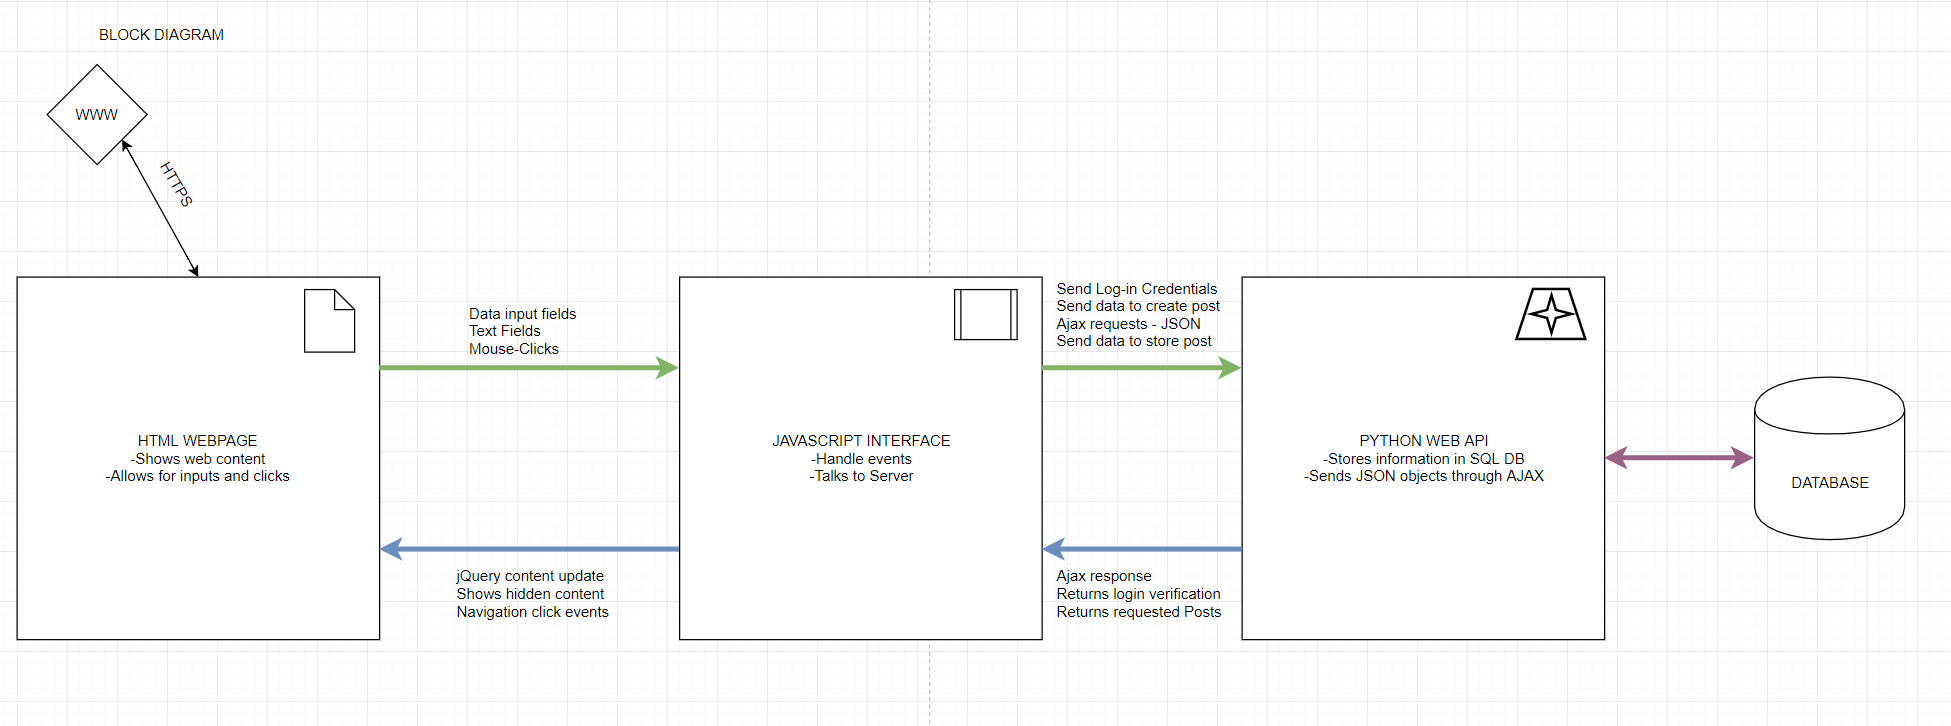 BLOCK DIAGRAM
WWW
HTTPS
Data input fields
Text Fields
Mouse-Clicks
Send Log-in Credentials
Send data to create post
Ajax requests - JSON
Send data to store post
HTML WEBPAGE
-Shows web content
-Allows for inputs and clicks
JAVASCRIPT INTERFACE
-Handle events
-Talks to Server
PYTHON WEB API
-Stores information in SQL DB
-Sends JSON objects through AJAX
DATABASE
jQuery content update
Shows hidden content
Navigation click events
Ajax response
Returns login verification
Returns requested Posts